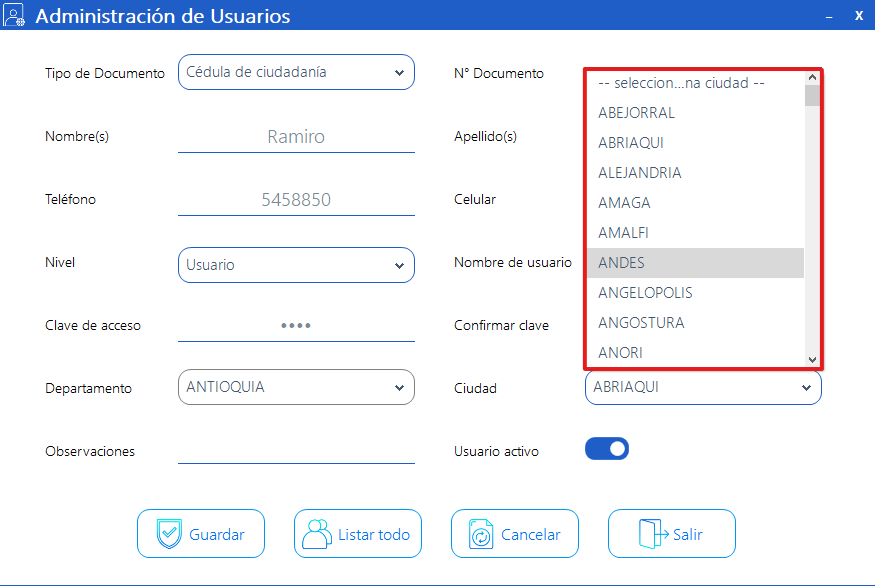 Administración de Usuarios
Tipo de Documento Cédula de ciudadanía N° Documento
-- seleccion...na ciudad --
ABEJORRAL
Nombre(s) Ramiro Apellido(s)
ABRIAQUI
ALEJANDRIA
Teléfono 5458850 Celular
AMAGA
AMALFI
Nivel Usuario Nombre de usuario
ANDES
ANGELOPOLIS
Clave de acceso •••• Confirmar clave
ANGOSTURA
ANORI
Departamento ANTIOQUIA Ciudad ABRIAQUI
Observaciones Usuario activo
Guardar Listar todo Cancelar Salir